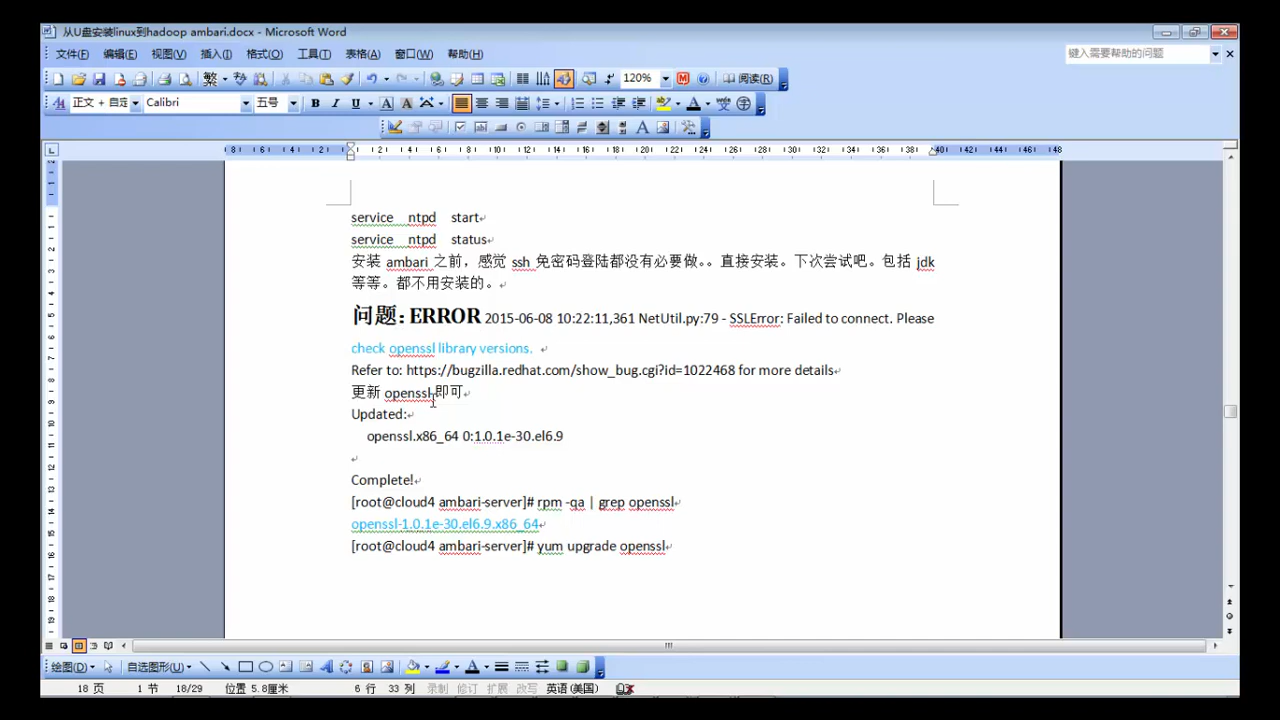 从U盘安装linux到hadoop ambari.docx - Microsoft Word
文件(F) 编辑(E) 视图(V) 插入(I) 格式(O) 工具(T) 表格(A) 窗口(W) 帮助(H) 键入需要帮助的问题
繁 120% 阅读(R)
正文 + 自定 Calibri 五号 B I U A A
service ntpd start
service ntpd status
安装 ambari 之前，感觉 ssh 免密码登陆都没有必要做。。直接安装。下次尝试吧。包括 jdk
等等。都不用安装的。
问题：ERROR 2015-06-08 10:22:11,361 NetUtil.py:79 - SSLError: Failed to connect. Please
check openssl library versions.
Refer to: https://bugzilla.redhat.com/show_bug.cgi?id=1022468 for more details
更新 openssl 即可
Updated:
openssl.x86_64 0:1.0.1e-30.el6.9
Complete!
[root@cloud4 ambari-server]# rpm -qa | grep openssl
openssl-1.0.1e-30.el6.9.x86_64
[root@cloud4 ambari-server]# yum upgrade openssl
绘图(D) 自选图形(U)
18 页 1 节 18/29 位置 5.8厘米 6 行 33 列 录制 修订 扩展 改写 英语(美国)